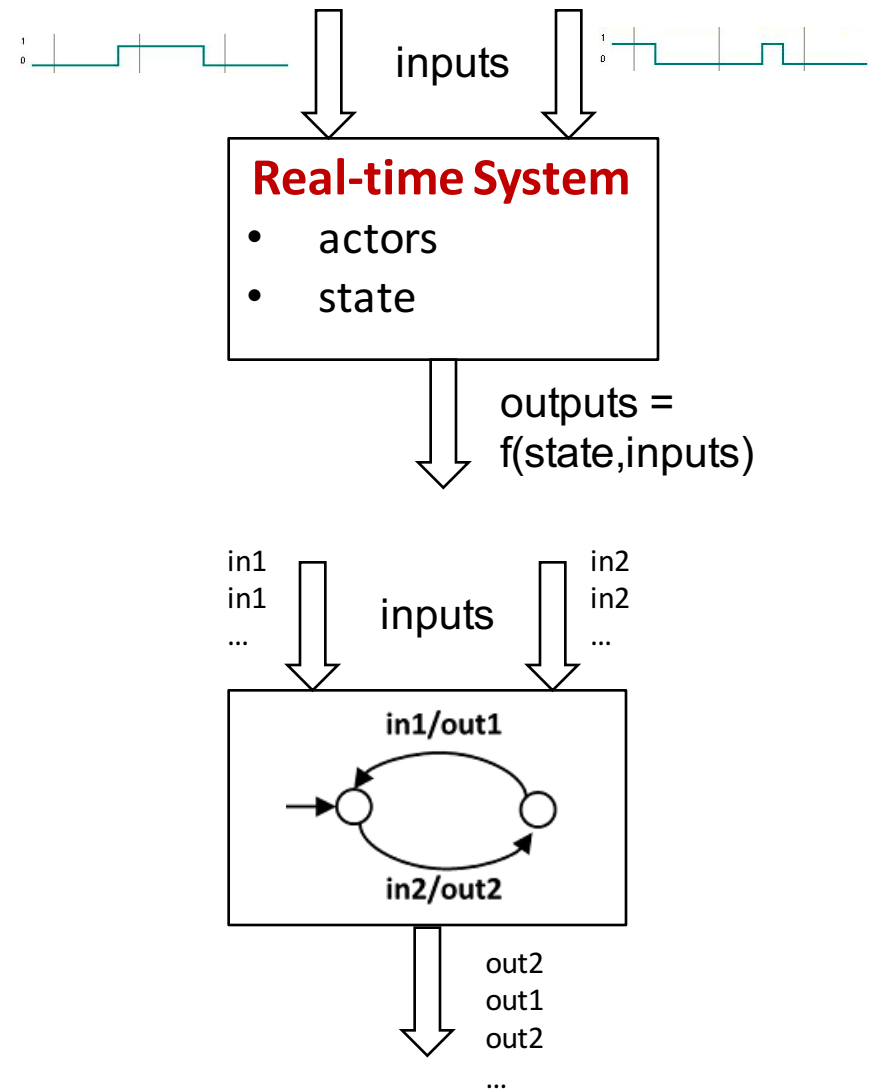 1
0
inputs
1
0
Real-time System
• actors
• state
outputs =
f(state,inputs)
in1
in1
...
inputs
in2
in2
...
in1/out1
in2/out2
out2
out1
out2
...